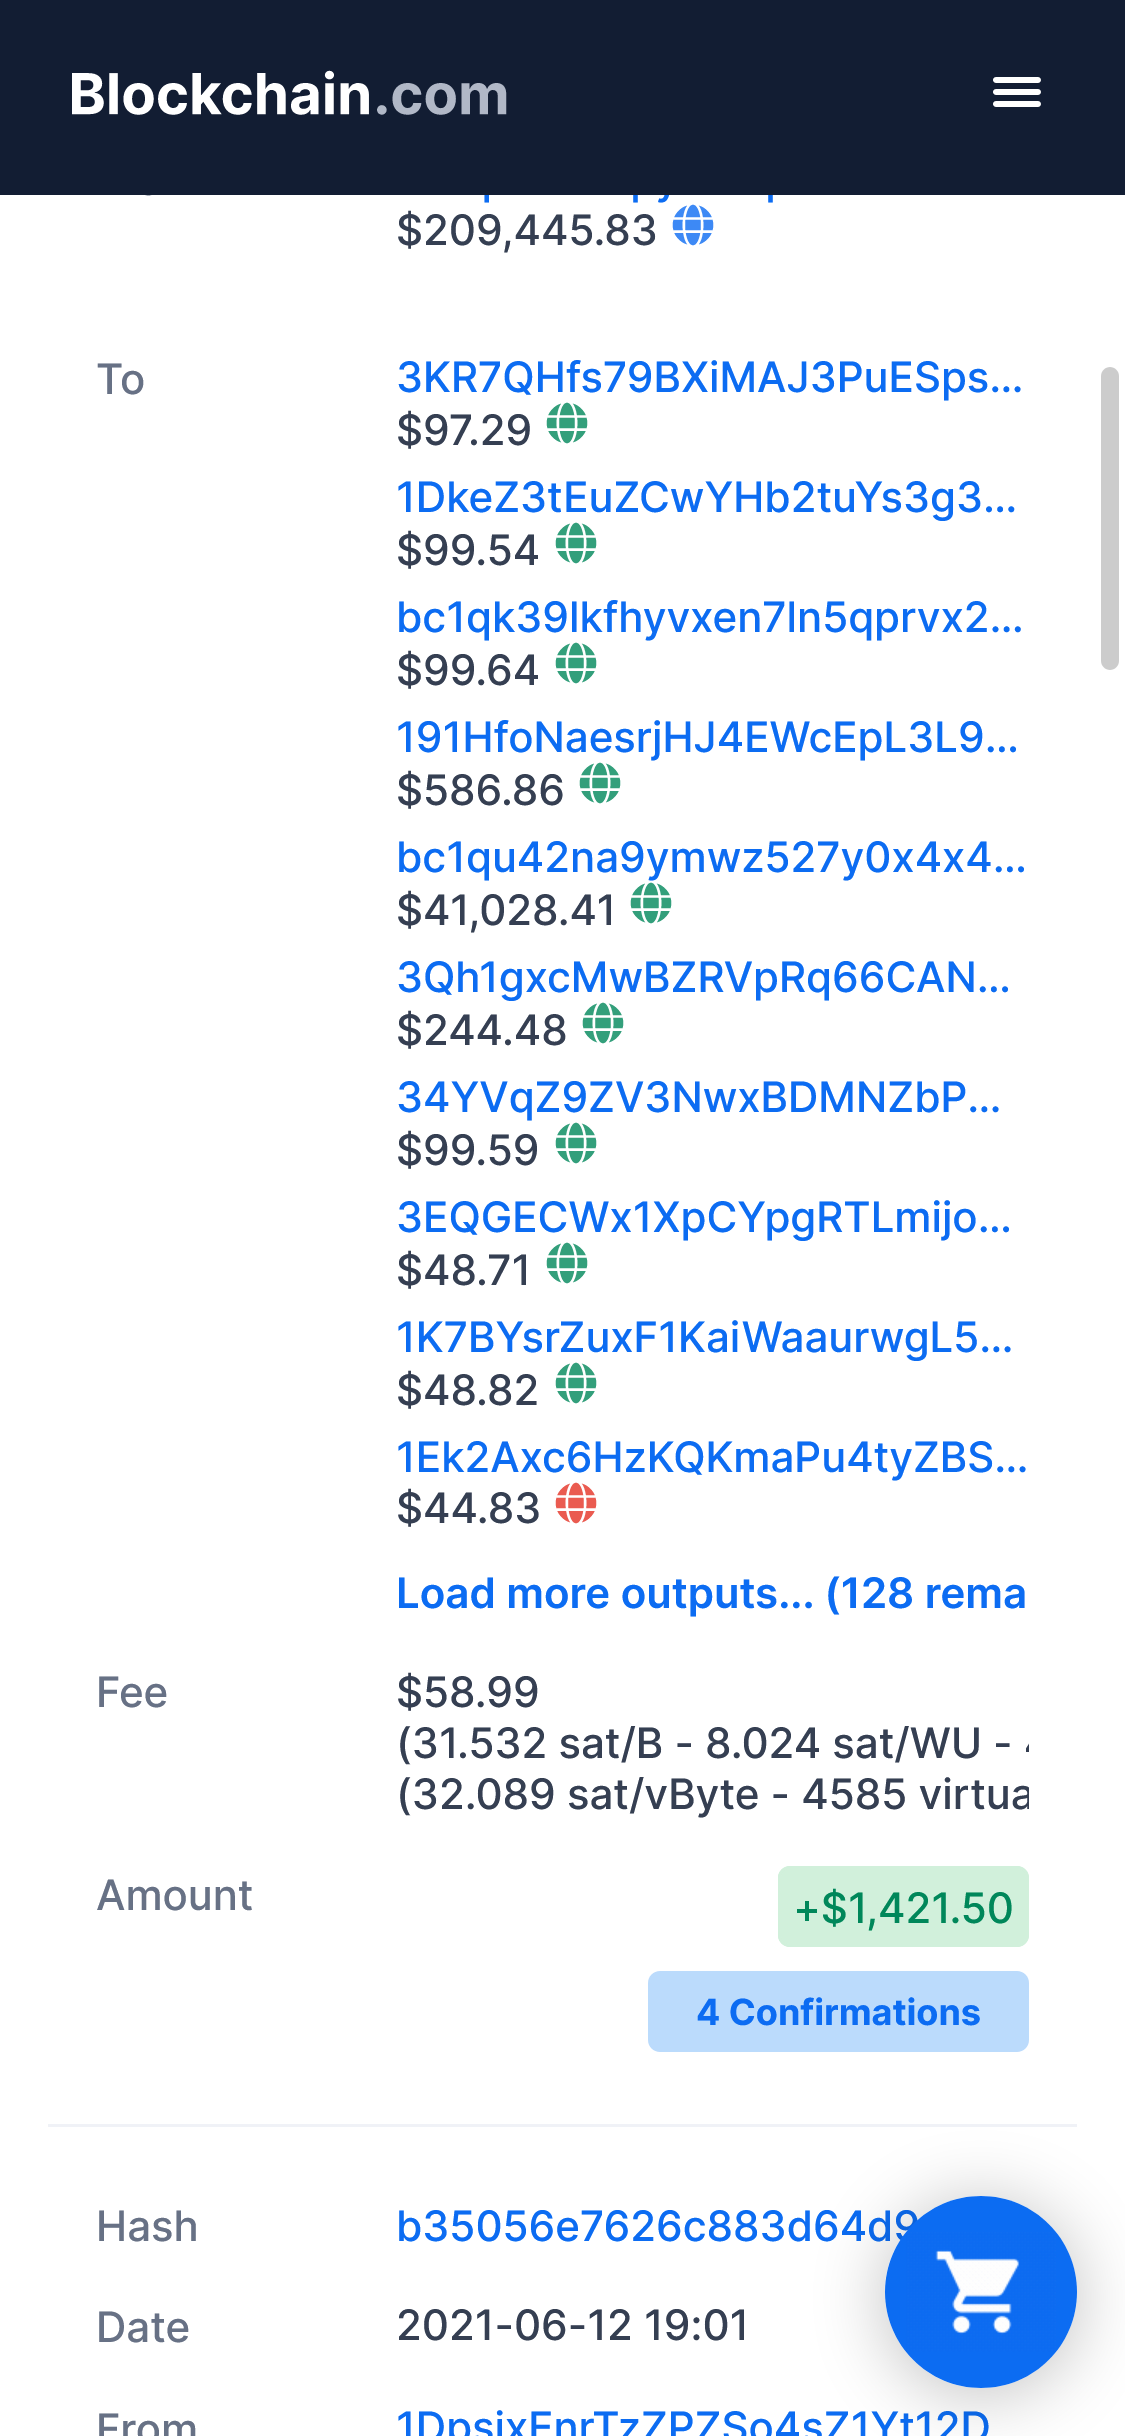 Blockchain.com
$209,445.83
To
3KR7QHfs79BXiMAJ3PuESps...
$97.29
1DkeZ3tEuZCwYHb2tuYs3g3...
$99.54
bc1qk39lkfhyvxen7ln5qprvx2...
$99.64
191HfoNaesrjHJ4EWcEpL3L9...
$586.86
bc1qu42na9ymwz527y0x4x4...
$41,028.41
3Qh1gxcMwBZRVpRq66CAN...
$244.48
34YVqZ9ZV3NwxBDMNZbP...
$99.59
3EQGECWx1XpCYpgRTLmijo...
$48.71
1K7BYsrZuxF1KaiWaaurwgL5...
$48.82
1Ek2Axc6HzKQKmaPu4tyZBS...
$44.83
Load more outputs... (128 rema
Fee
$58.99
(31.532 sat/B - 8.024 sat/WU -
(32.089 sat/vByte - 4585 virtua
Amount
+$1,421.50
4 Confirmations
Hash
b35056e7626c883d64d9
Date
2021-06-12 19:01
From
1DpsixEnrTzZPZSo4sZ1Yt12D